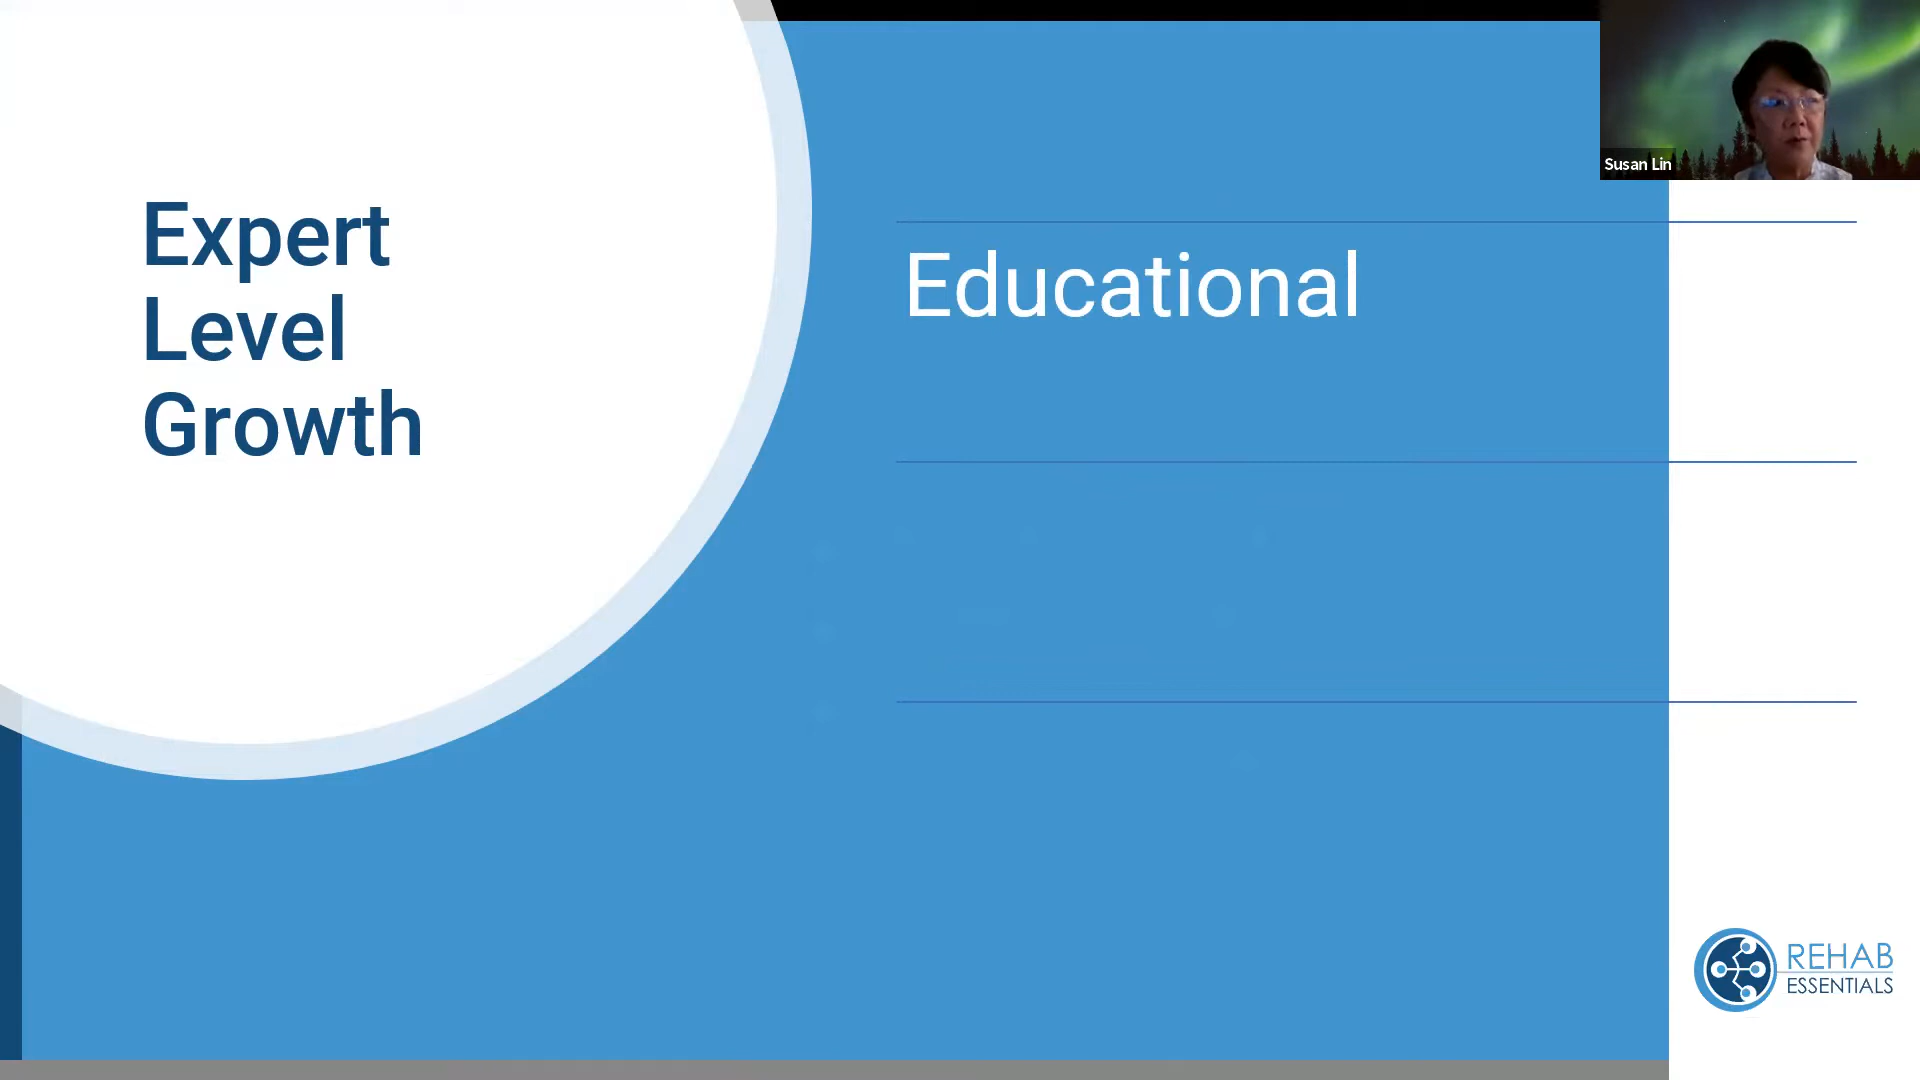 Expert
Level
Growth
Educational
Susan Lin
REHAB
ESSENTIALS